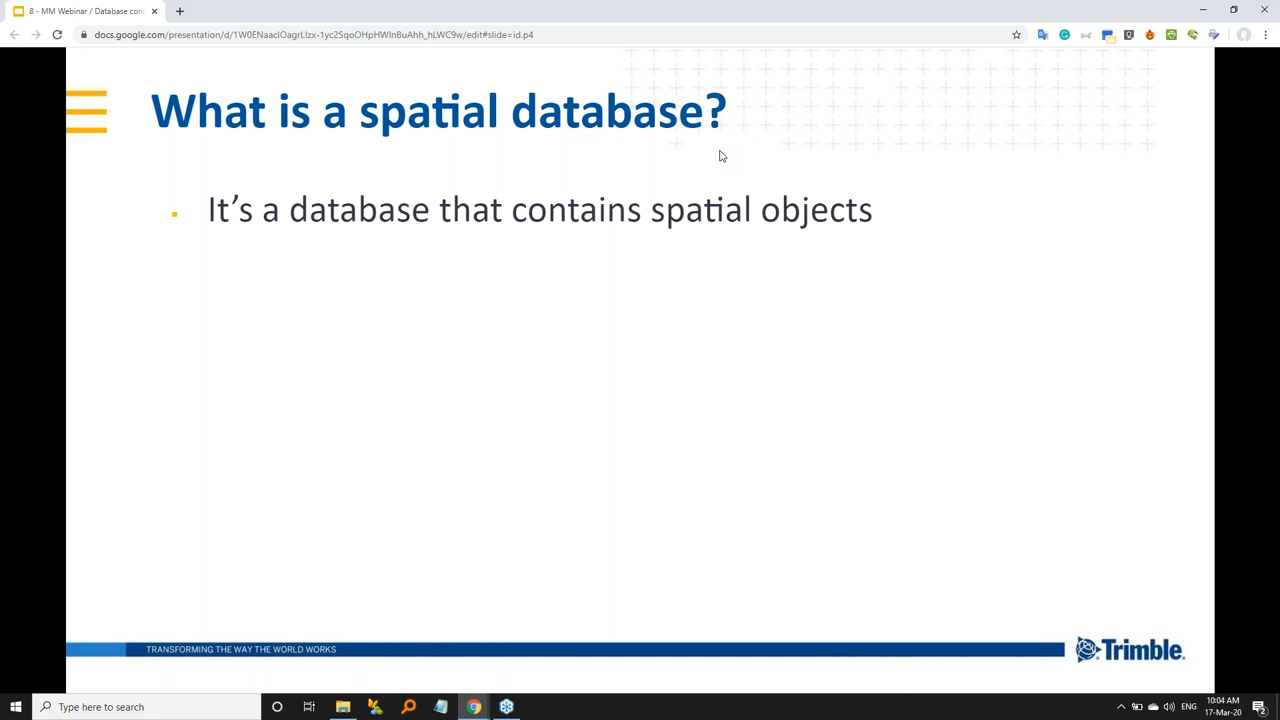 8 - MM Webinar / Database con
docs.google.com/presentation/d/1W0ENaacIOagrLIzx-1yc2SqoOHpHWInBuAhh_hLWC9w/edit#slide=id.p4
What is a spatial database?
It’s a database that contains spatial objects
TRANSFORMING THE WAY THE WORLD WORKS
Trimble.
Type here to search
ENG
10:04 AM
17-Mar-20
2